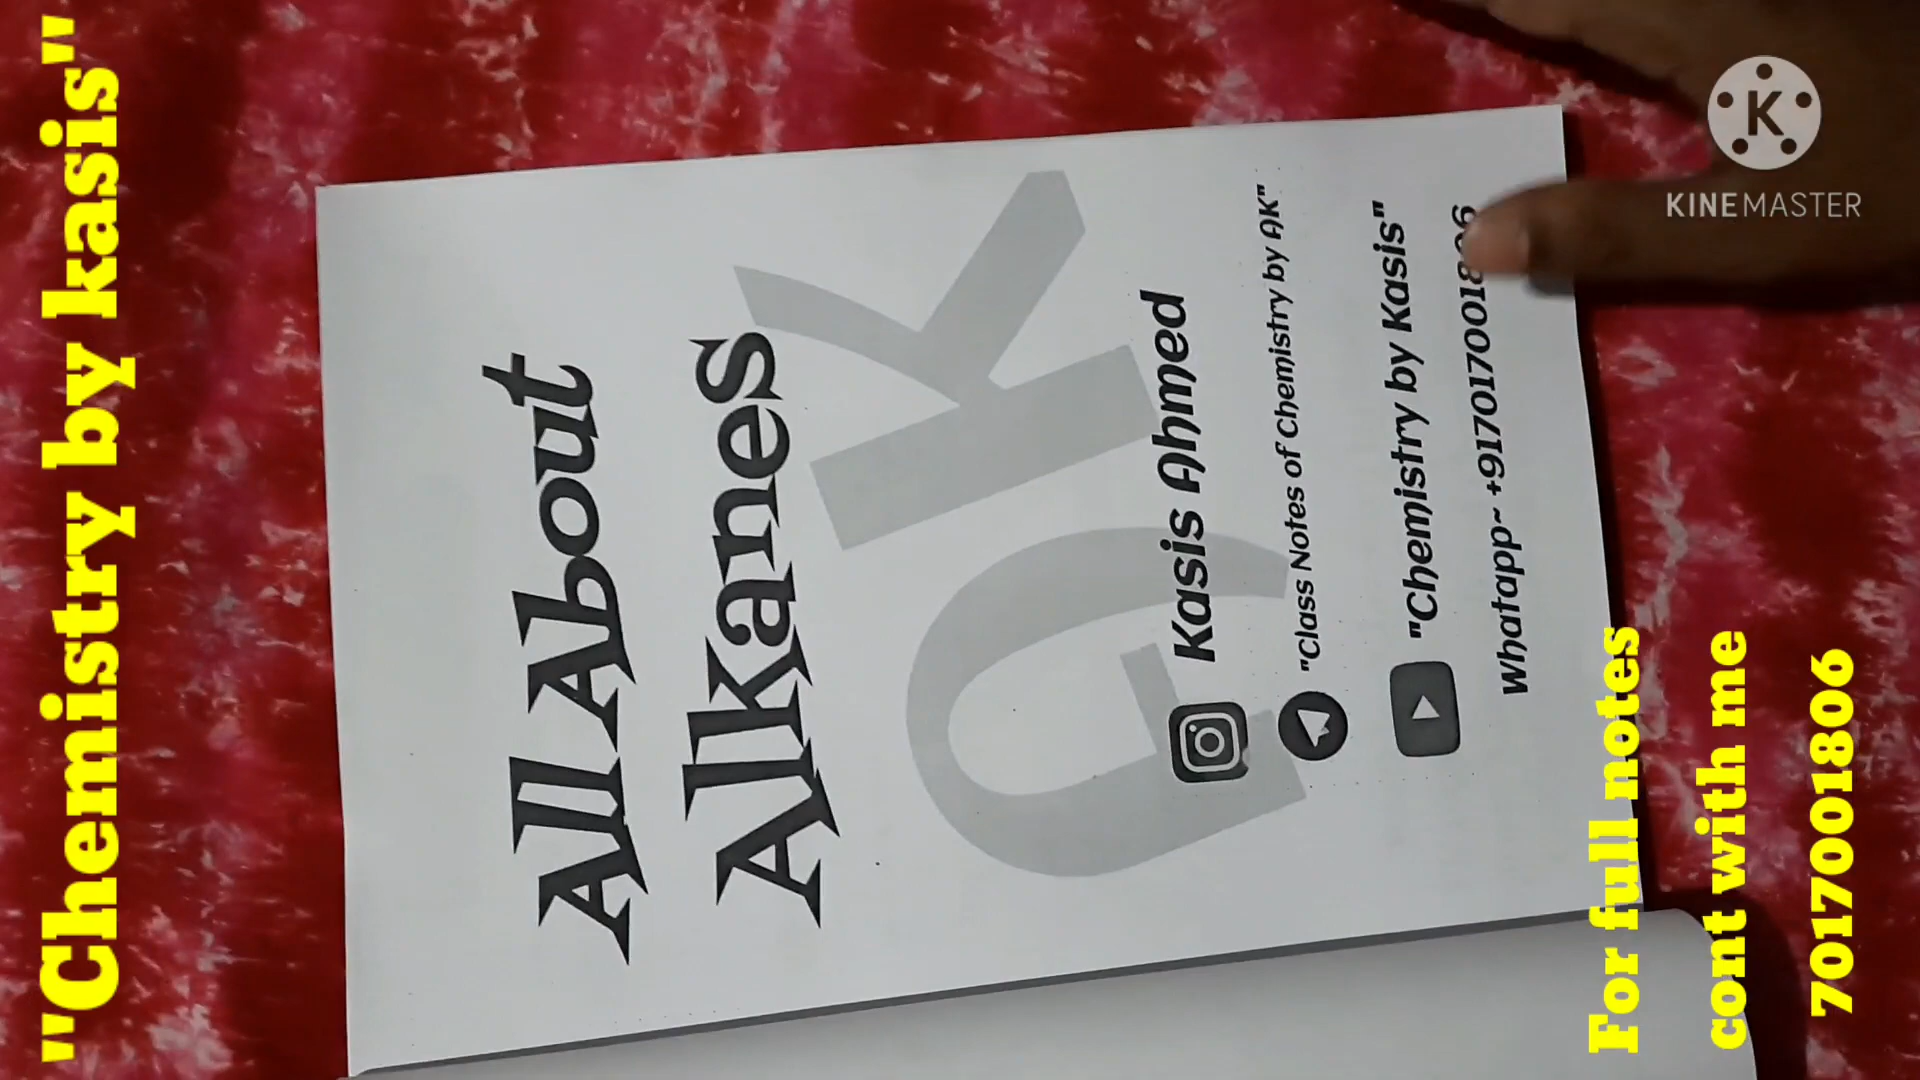 "Chemistry by kasis"
All About
Alkanes
AK
Kasis Ahmed
"Class Notes of Chemistry by AK"
"Chemistry by Kasis"
whatapp~ +917017001806
For full notes
cont with me
7017001806
K
KINEMASTER